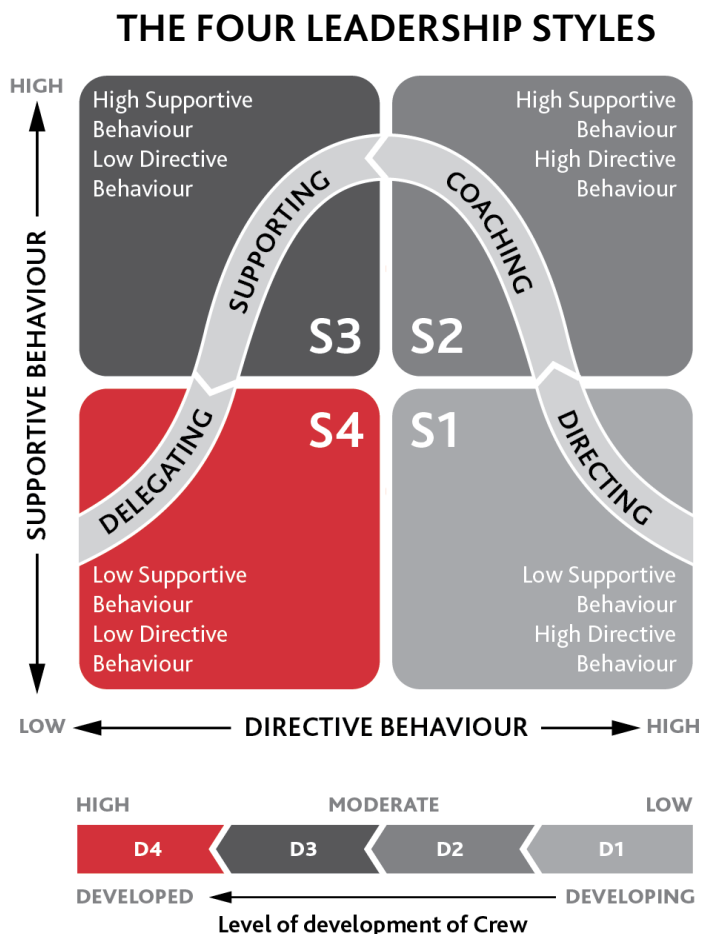 THE FOUR LEADERSHIP STYLES
HIGH
SUPPORTIVE BEHAVIOUR
High Supportive
Behaviour
Low Directive
Behaviour
SUPPORTING
S3
High Supportive
Behaviour
High Directive
Behaviour
COACHING
S2
S4
DELEGATING
Low Supportive
Behaviour
Low Directive
Behaviour
S1
DIRECTING
Low Supportive
Behaviour
High Directive
Behaviour
LOW
DIRECTIVE BEHAVIOUR
HIGH
HIGH
MODERATE
LOW
D4
D3
D2
D1
DEVELOPED
DEVELOPING
Level of development of Crew